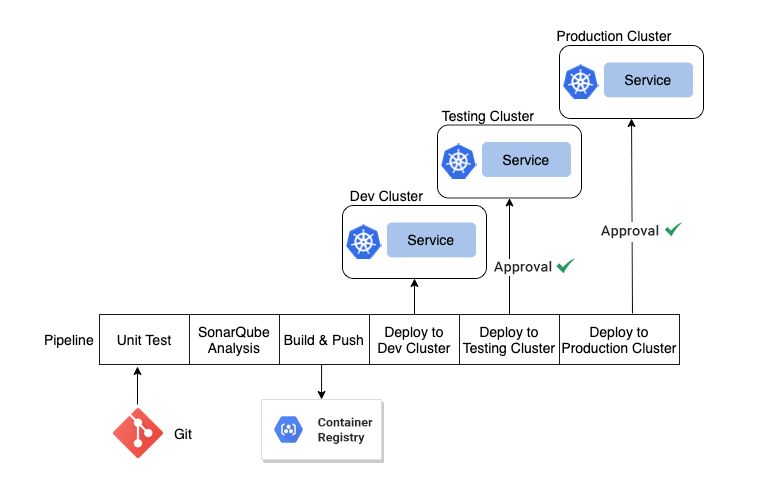 Production Cluster
Service
Testing Cluster
Service
Dev Cluster
Service
Approval
Approval
Pipeline
Unit Test
SonarQube
Analysis
Build & Push
Deploy to
Dev Cluster
Deploy to
Testing Cluster
Deploy to
Production Cluster
Git
Container
Registry